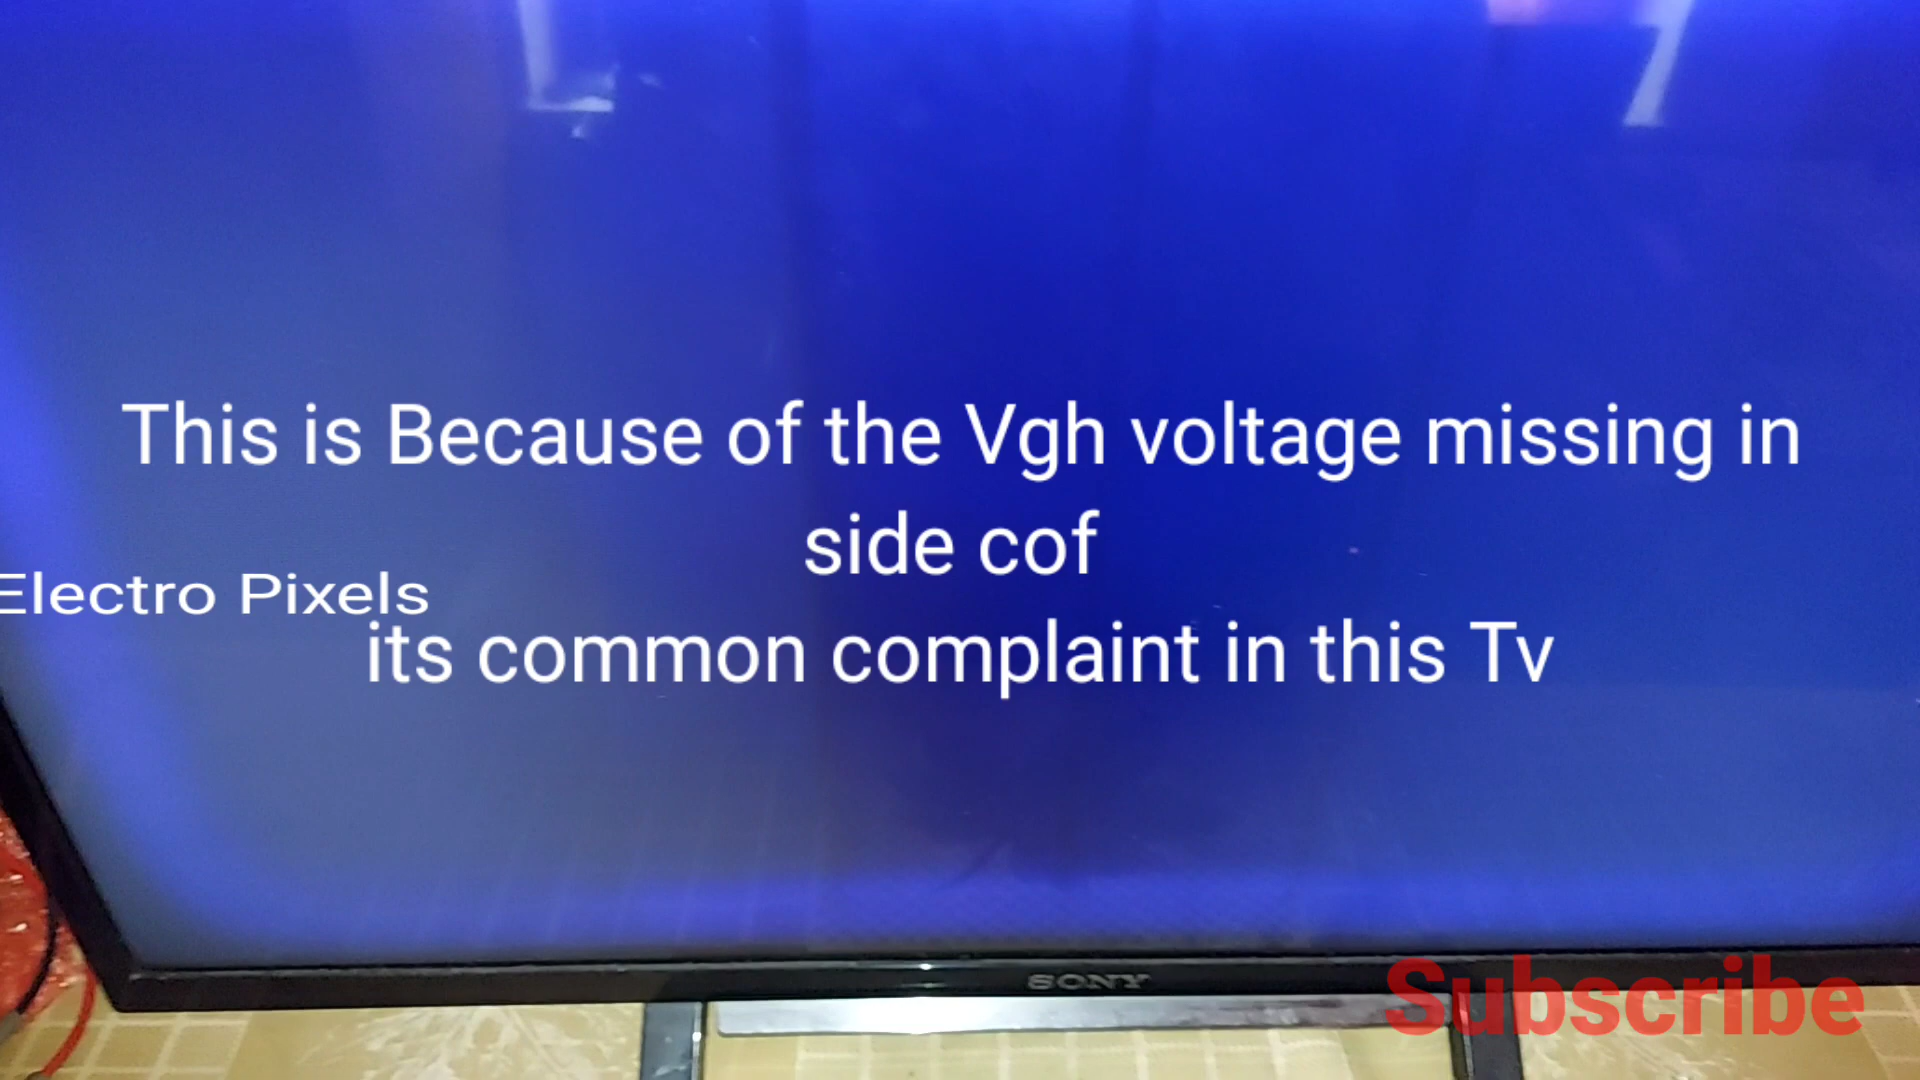 This is Because of the Vgh voltage missing in
side cof
Electro Pixels
its common complaint in this Tv
SONY
Subscribe